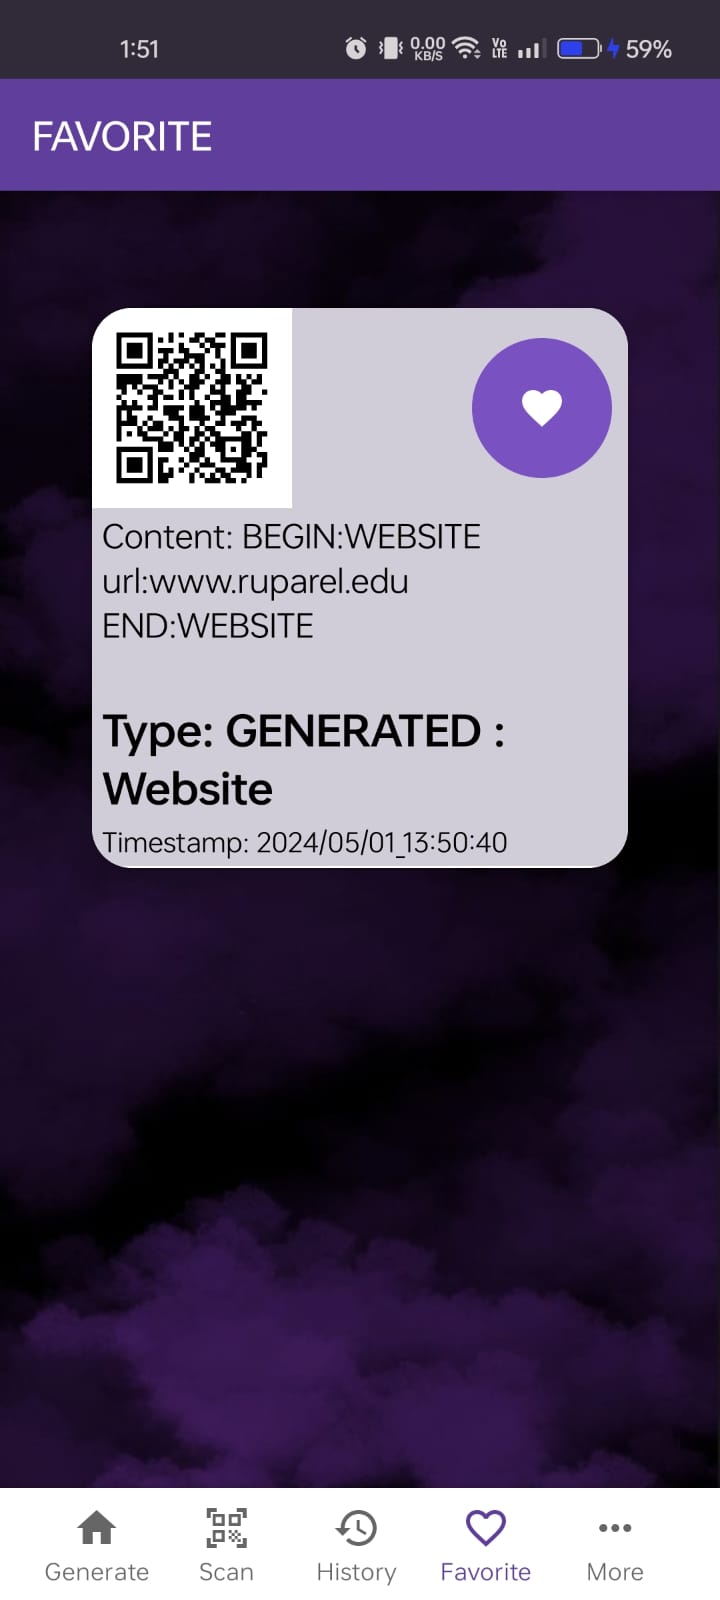 1:51
0.00
KB/S
Vo
LTE
59%
FAVORITE
Content: BEGIN:WEBSITE
url:www.ruparel.edu
END:WEBSITE
Type: GENERATED :
Website
Timestamp: 2024/05/01_13:50:40
Generate
Scan
History
Favorite
More